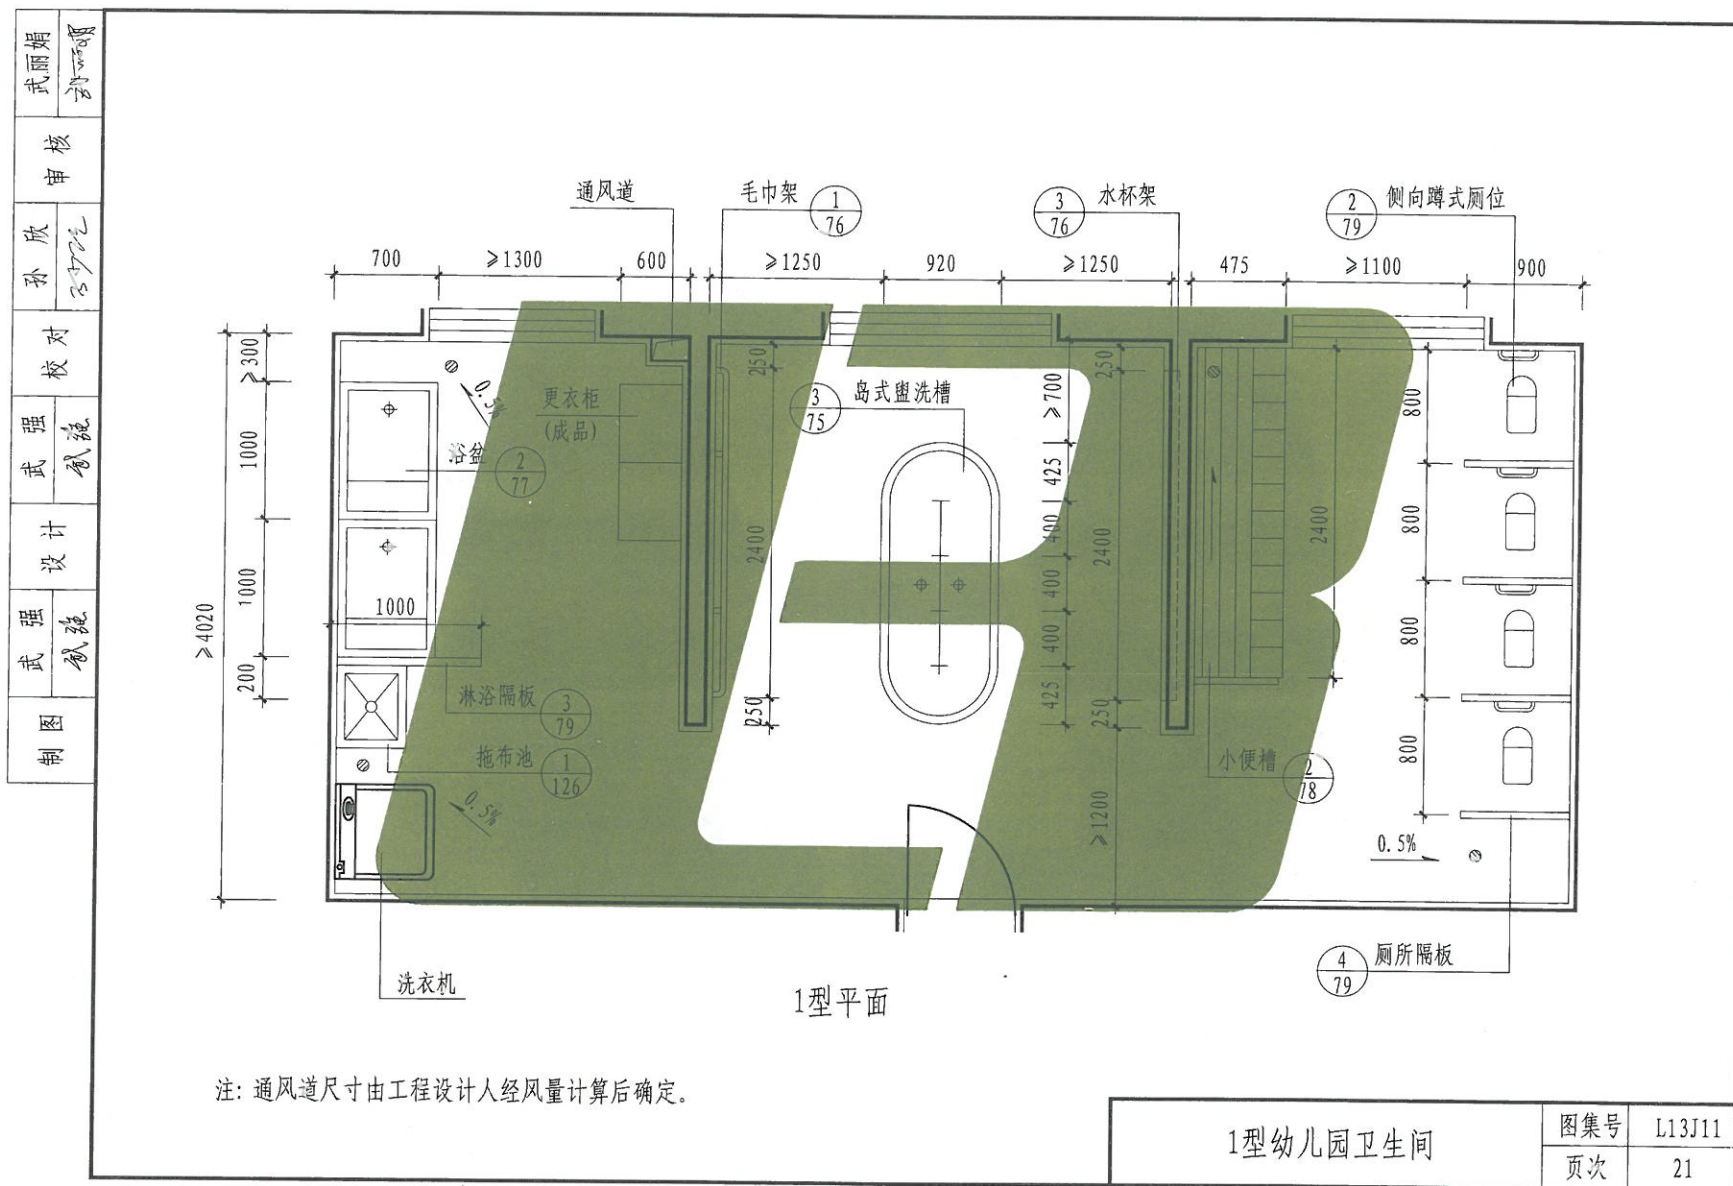 武丽娟
审核
孙欣
校对
武强
设计
武强
制图
通风道
毛巾架
1
76
3
76
水杯架
2
79
侧向蹲式厕位
700
≥1300
600
≥1250
920
≥1250
475
≥1100
900
≥300
1000
1000
200
≥4020
0.5%
更衣柜
(成品)
浴盆
2
77
1000
淋浴隔板
3
79
拖布池
1
126
0.5%
洗衣机
250
2400
250
3
75
岛式盥洗槽
≥700
425
400
400
400
425
250
2400
250
≥1200
2400
小便槽
2
78
800
800
800
800
0.5%
4
79
厕所隔板
1型平面
注: 通风道尺寸由工程设计人经风量计算后确定。
1型幼儿园卫生间
图集号 L13J11
页次 21